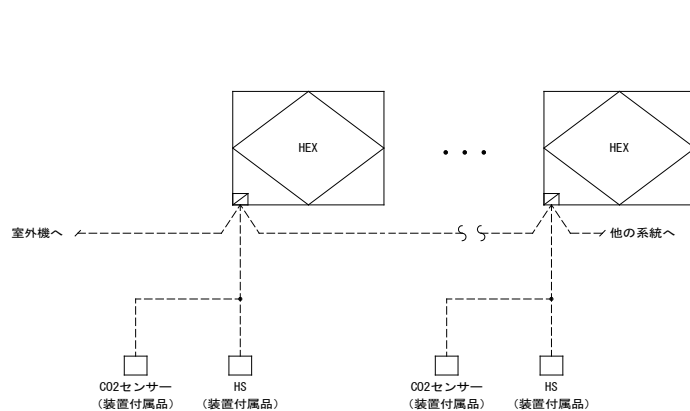 HEX
HEX
室外機へ
他の系統へ
CO2センサー
(装置付属品)
HS
(装置付属品)
CO2センサー
(装置付属品)
HS
(装置付属品)